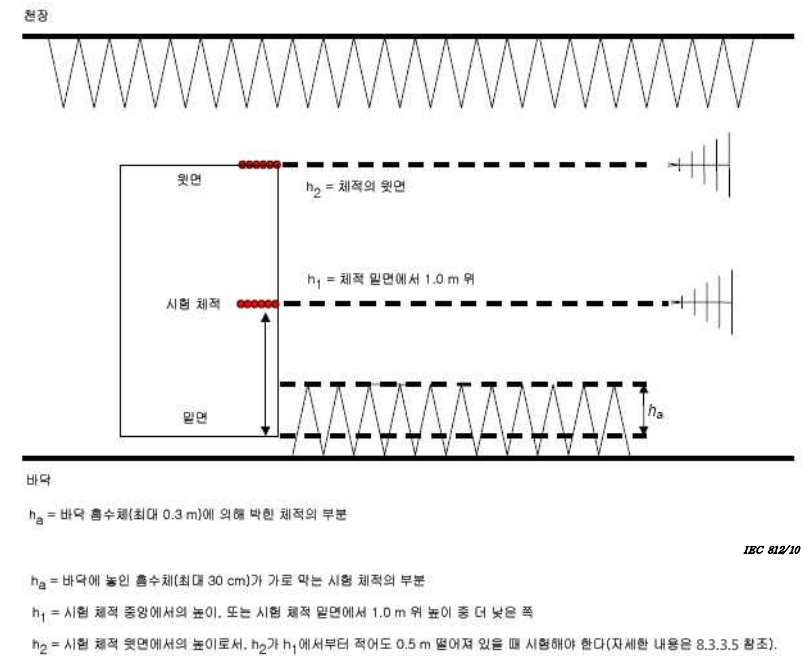 천장
윗면
h2 = 체적의 윗면
h1 = 체적 밑면에서 1.0 m 위
시험 체적
밑면
ha
바닥
ha = 바닥 흡수체(최대 0.3 m)에 의해 박힌 체적의 부분
IEC 812/10
ha = 바닥에 놓인 흡수체(최대 30 cm)가 가로 막는 시험 체적의 부분
h1 = 시험 체적 중앙에서의 높이, 또는 시험 체적 밑면에서 1.0 m 위 높이 중 더 낮은 쪽
h2 = 시험 체적 윗면에서의 높이로서, h2가 h1에서부터 적어도 0.5 m 떨어져 있을 때 시험해야 한다(자세한 내용은 8.3.3.5 참조).